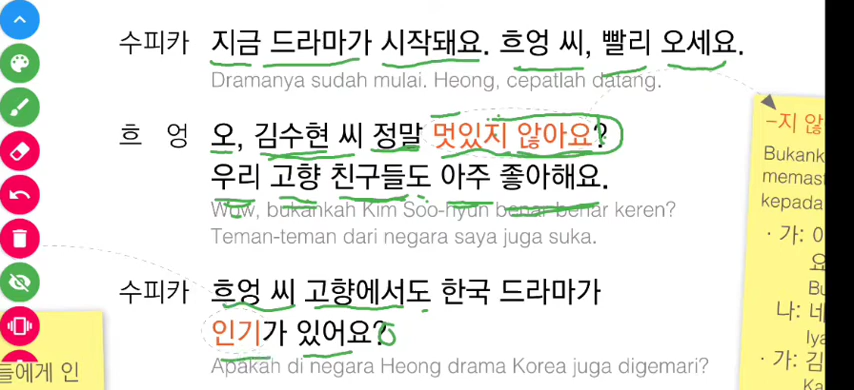 수피카 지금 드라마가 시작돼요. 흐엉 씨, 빨리 오세요.
Dramanya sudah mulai. Heong, cepatlah datang.
흐 엉 오, 김수현 씨 정말 멋있지 않아요?
우리 고향 친구들도 아주 좋아해요.
Wow, bukankah Kim Soo-hyun benar-benar keren?
Teman-teman dari negara saya juga suka.
수피카 흐엉 씨 고향에서도 한국 드라마가
인기가 있어요?
Apakah di negara Heong drama Korea juga digemari?
들에게 인
-지 않
Bukank
memast
kepada
· 가:
요
Bu
나: 네
Iya
· 가: 김
Ka